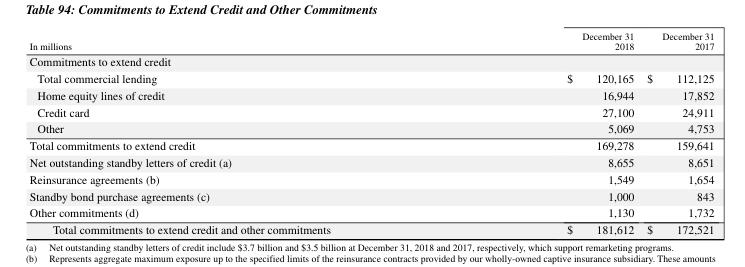 Table 94: Commitments to Extend Credit and Other Commitments
In millions December 31 2018 December 31 2017
Commitments to extend credit
Total commercial lending $ 120,165 $ 112,125
Home equity lines of credit 16,944 17,852
Credit card 27,100 24,911
Other 5,069 4,753
Total commitments to extend credit 169,278 159,641
Net outstanding standby letters of credit (a) 8,655 8,651
Reinsurance agreements (b) 1,549 1,654
Standby bond purchase agreements (c) 1,000 843
Other commitments (d) 1,130 1,732
Total commitments to extend credit and other commitments $ 181,612 $ 172,521
(a) Net outstanding standby letters of credit include $3.7 billion and $3.5 billion at December 31, 2018 and 2017, respectively, which support remarketing programs.
(b) Represents aggregate maximum exposure up to the specified limits of the reinsurance contracts provided by our wholly-owned captive insurance subsidiary. These amounts